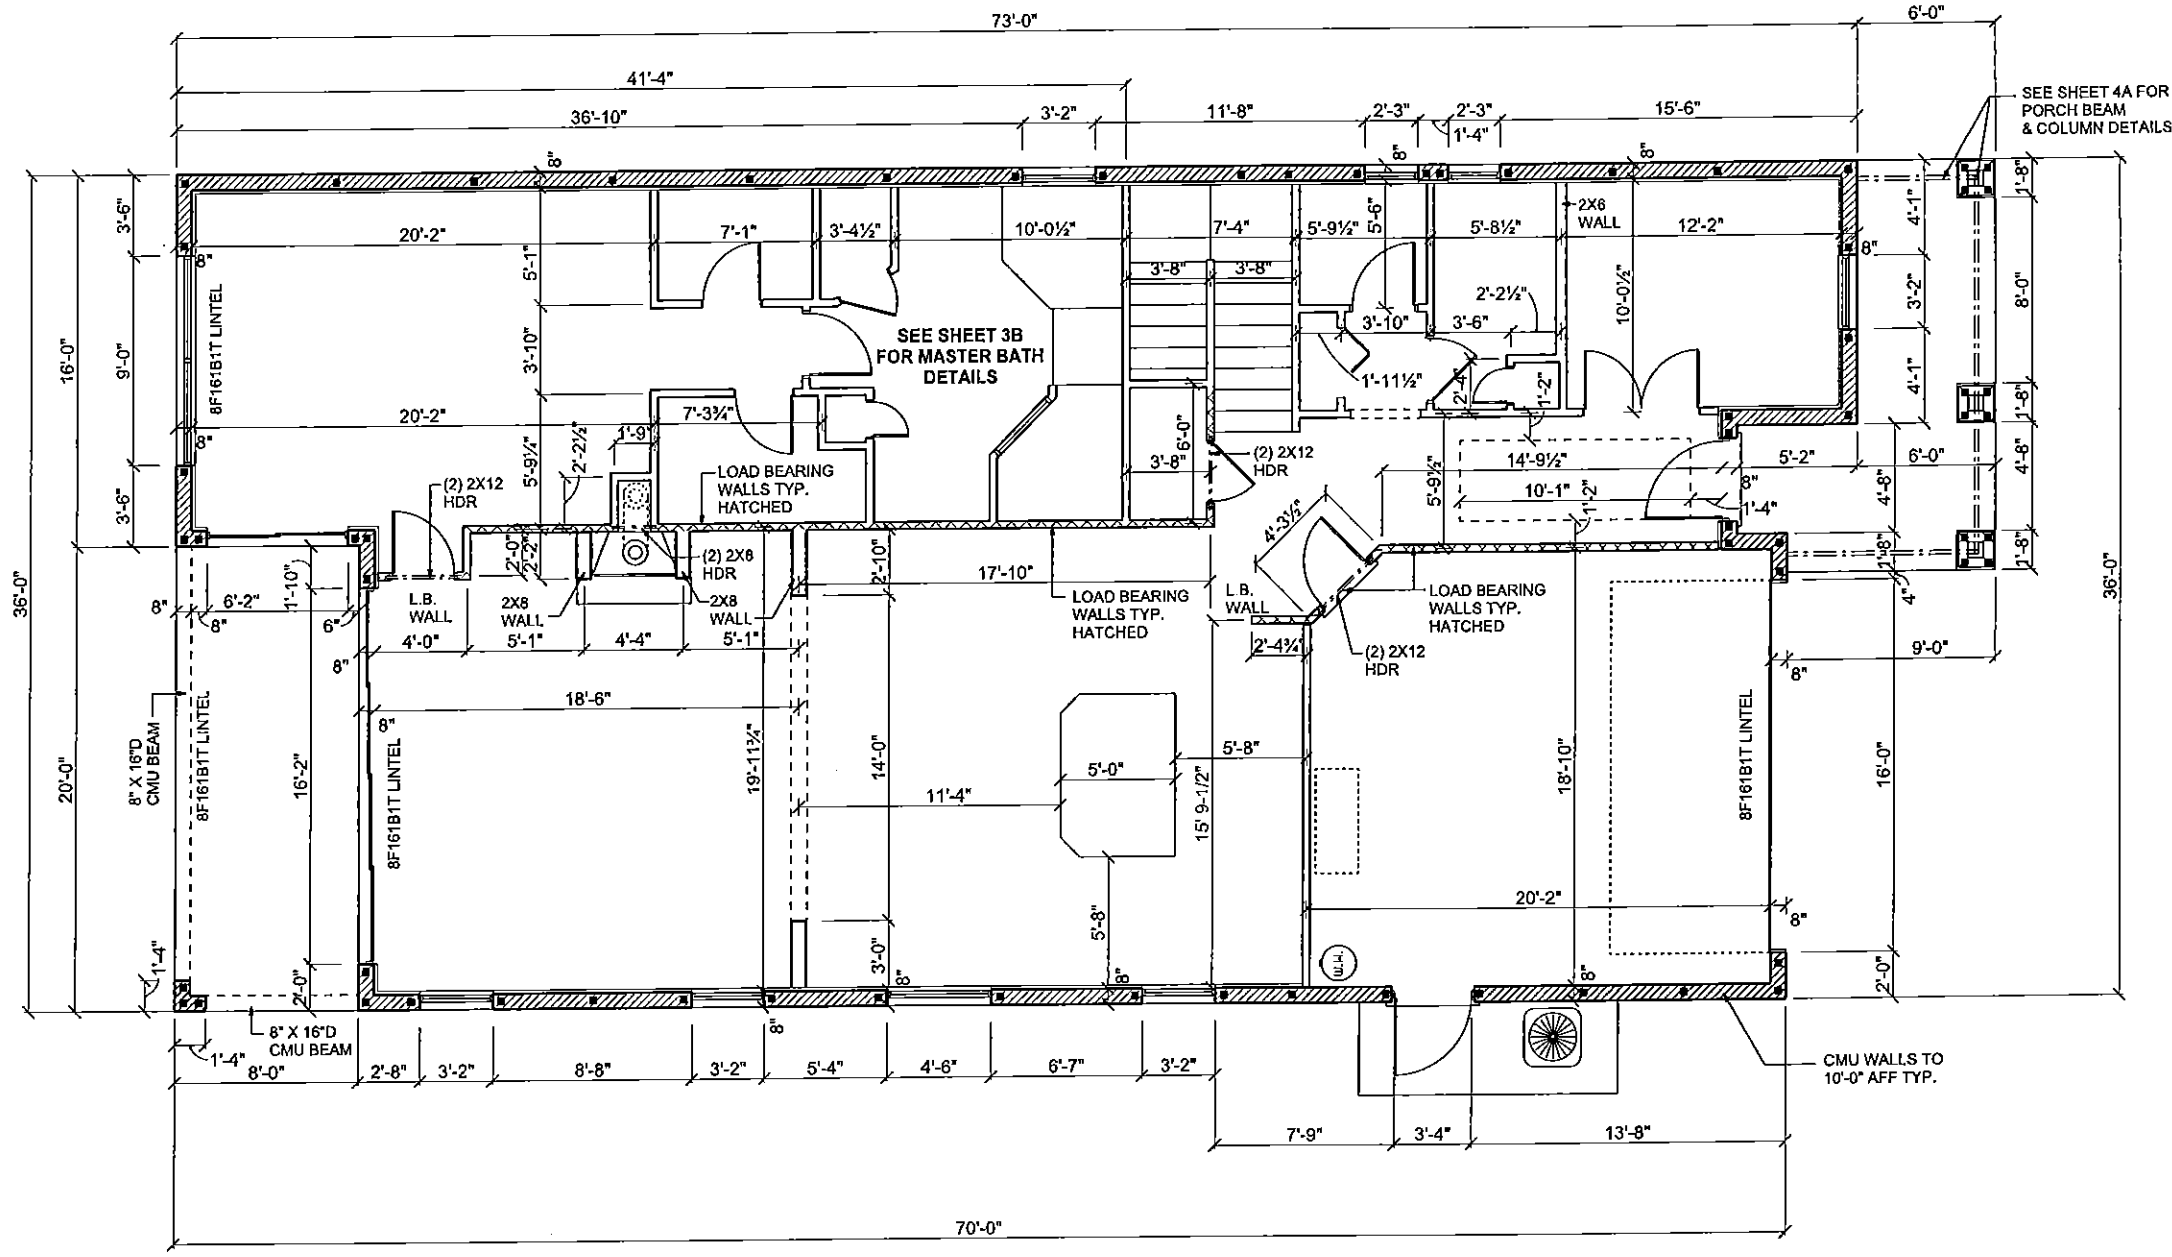 73'-0"
6'-0"
41'-4"
36'-10"
3'-2"
11'-8"
2'-3"
2'-3"
1'-4"
15'-6"
SEE SHEET 4A FOR
PORCH BEAM
& COLUMN DETAILS
8"
8"
8"
3'-6"
20'-2"
7'-1"
3'-4½"
10'-0½"
7'-4"
5'-9½"
5'-6"
5'-8½"
2X6
WALL
12'-2"
8"
4'-1"
1'-8"
8"
5'-1"
3'-8"
3'-8"
2'-2½"
10'-0½"
3'-2"
8'-0"
36'-0"
16'-0"
9'-0"
8F161B1T LINTEL
3'-10"
SEE SHEET 3B
FOR MASTER BATH
DETAILS
3'-10"
3'-6"
1'-11½"
2'-4"
1'-2"
4'-1"
1'-8"
36'-0"
20'-2"
7'-3¾"
8"
1'-9"
2'-2½"
5'-9¼"
6'-0"
3'-8"
(2) 2X12
HDR
14'-9½"
5'-2"
6'-0"
4'-8"
4'-8"
3'-6"
(2) 2X12
HDR
LOAD BEARING
WALLS TYP.
HATCHED
5'-9½"
10'-1"
1'-2"
8"
1'-4"
4'-3½"
1'-8"
1'-8"
4"
2'-0"
2'-2"
(2) 2X8
HDR
2'-10"
17'-10"
1'-10"
8"
6'-2"
8"
6"
L.B.
WALL
2X8
WALL
2X8
WALL
LOAD BEARING
WALLS TYP.
HATCHED
L.B.
WALL
LOAD BEARING
WALLS TYP.
HATCHED
4'-0"
5'-1"
4'-4"
5'-1"
2'-4¾"
(2) 2X12
HDR
9'-0"
8"
8"
18'-6"
8"
20'-0"
8" X 16"D
CMU BEAM
8F161B1T LINTEL
16'-2"
8F161B1T LINTEL
19'-11¾"
14'-0"
11'-4"
5'-0"
5'-8"
15' 9-1/2"
18'-10"
8F161B1T LINTEL
16'-0"
20'-2"
8"
5'-8"
1'-4"
2'-0"
3'-0"
8"
8"
W.H.
8"
2'-0"
8"
8" X 16"D
CMU BEAM
1'-4"
8'-0"
2'-8"
3'-2"
8'-8"
3'-2"
5'-4"
4'-6"
6'-7"
3'-2"
CMU WALLS TO
10'-0" AFF TYP.
7'-9"
3'-4"
13'-8"
70'-0"